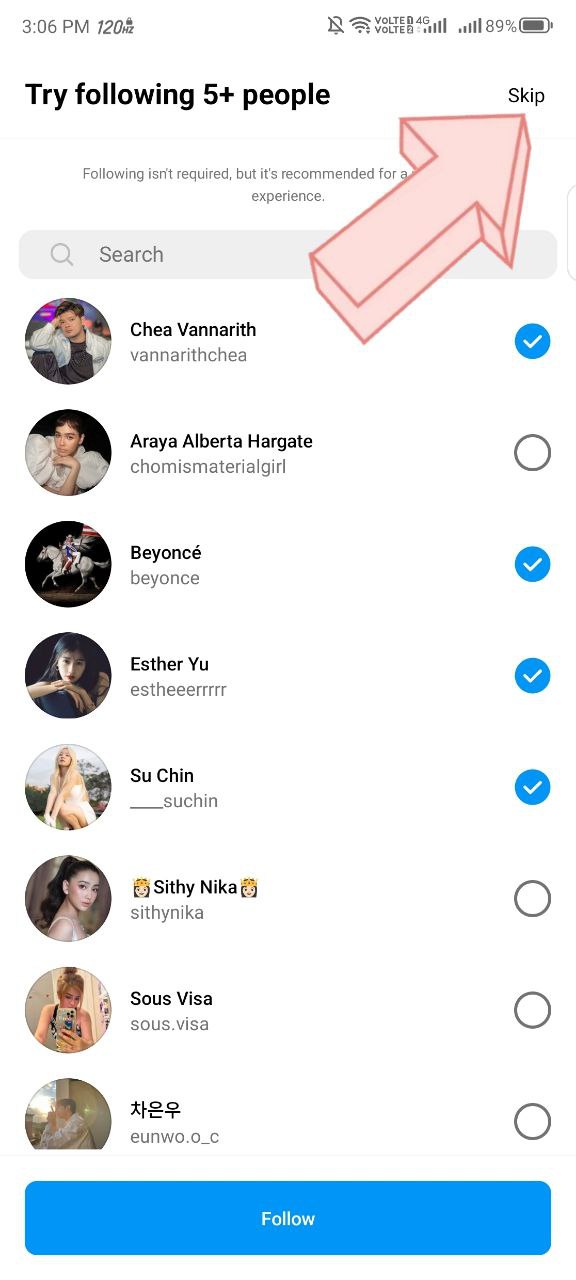 3:06 PM 120HZ VOLTE 1 4G VOLTE 2 89%
Try following 5+ people
Skip
Following isn't required, but it's recommended for a
experience.
Search
Chea Vannarith
vannarithchea
Araya Alberta Hargate
chomismaterialgirl
Beyoncé
beyonce
Esther Yu
estheeerrrrr
Su Chin
____suchin
👸🏻Sithy Nika👸🏻
sithynika
Sous Visa
sous.visa
차은우
eunwo.o_c
Follow